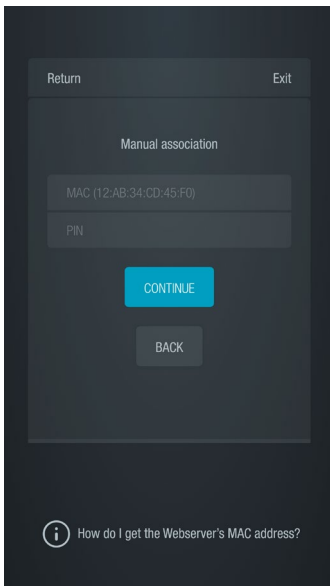 Return Exit
Manual association
MAC (12:AB:34:CD:45:F0)
PIN
CONTINUE
BACK
How do I get the Webserver's MAC address?